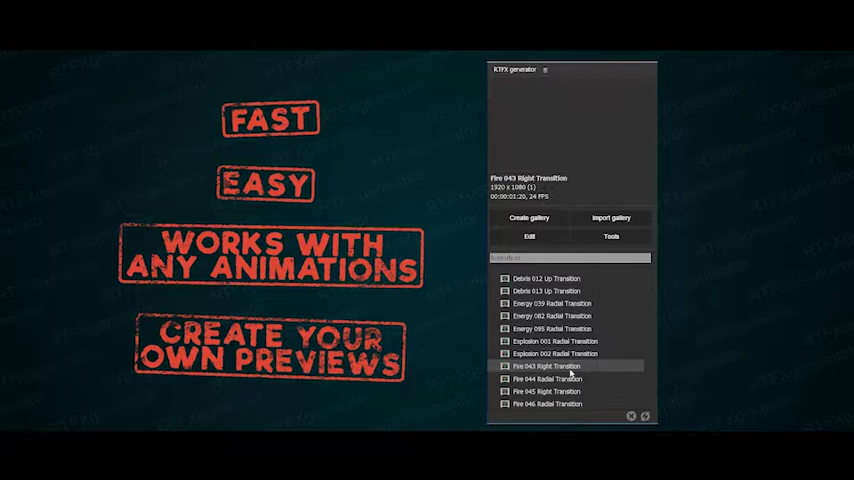 FAST
EASY
WORKS WITH
ANY ANIMATIONS
CREATE YOUR
OWN PREVIEWS
RTFX generator
Fire 043 Right Transition
1920 x 1080 (1)
00:00:01:20, 24 FPS
Create gallery
Import gallery
Edit
Tools
Debris 012 Up Transition
Debris 013 Up Transition
Energy 039 Radial Transition
Energy 082 Radial Transition
Energy 095 Radial Transition
Explosion 001 Radial Transition
Explosion 002 Radial Transition
Fire 043 Right Transition
Fire 044 Radial Transition
Fire 045 Right Transition
Fire 046 Radial Transition